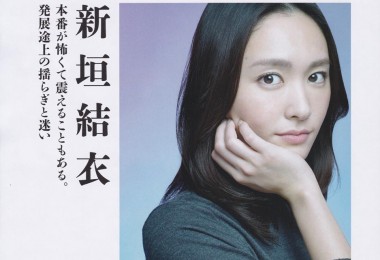 新垣結衣
本番が怖くて震えることもある。
発展途上の揺らぎと迷い